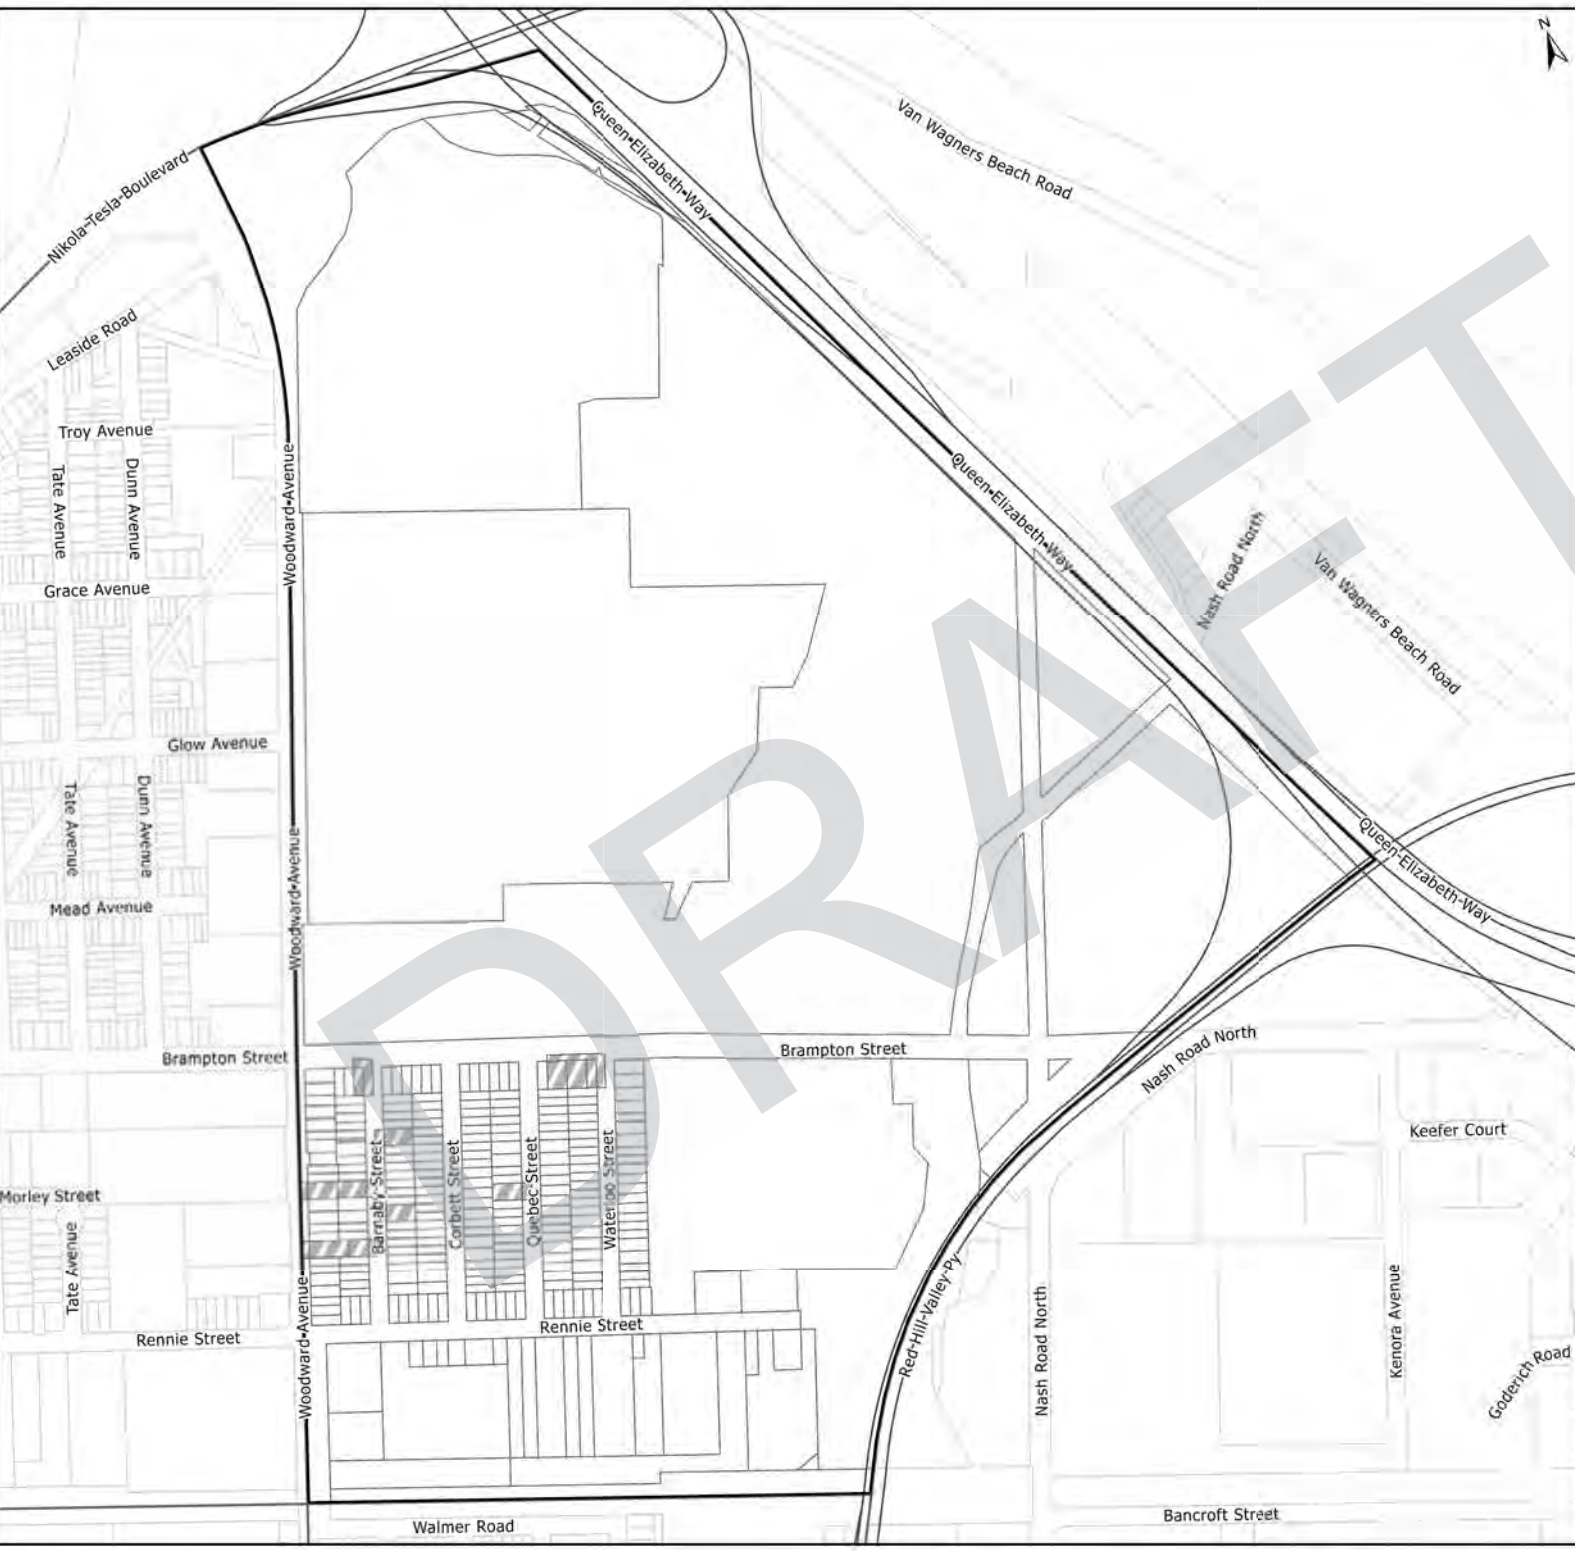 N
Van Wagners Beach Road
Queen-Elizabeth-Way
Nikola-Tesla-Boulevard
Leaside Road
Troy Avenue
Tate Avenue
Dunn Avenue
Woodward-Avenue
Queen-Elizabeth-Way
Nash Road North
Van Wagners Beach Road
Grace Avenue
Glow Avenue
Tate Avenue
Dunn Avenue
Woodward-Avenue
Queen-Elizabeth-Way
Mead Avenue
DRAFT
Brampton Street
Brampton Street
Nash Road North
Keefer Court
Morley Street
Tate Avenue
Barnaby-Street
Corbett Street
Quebec-Street
Waterloo Street
Woodward-Avenue
Rennie Street
Rennie Street
Red-Hill-Valley-Py
Nash Road North
Kenora Avenue
Goderich Road
Walmer Road
Bancroft Street